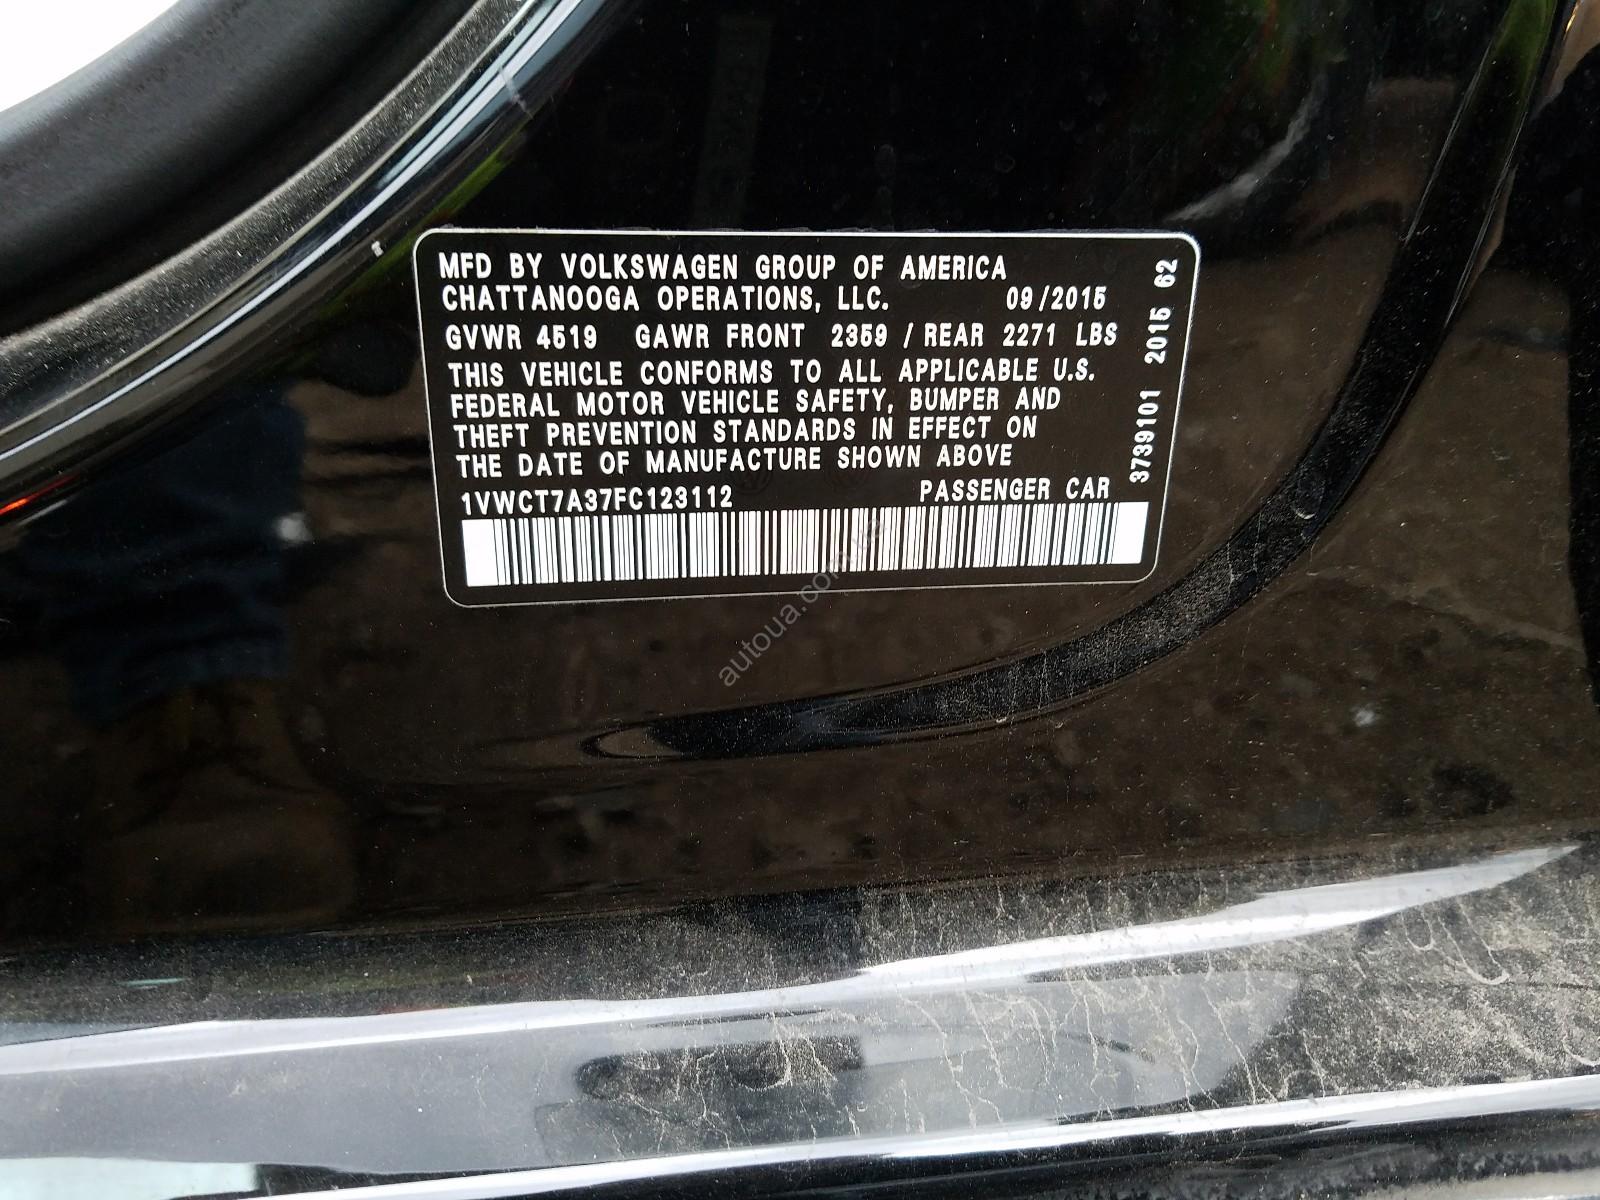 MFD BY VOLKSWAGEN GROUP OF AMERICA
CHATTANOOGA OPERATIONS, LLC. 09/2015
GVWR 4519 GAWR FRONT 2359 / REAR 2271 LBS
THIS VEHICLE CONFORMS TO ALL APPLICABLE U.S.
FEDERAL MOTOR VEHICLE SAFETY, BUMPER AND
THEFT PREVENTION STANDARDS IN EFFECT ON
THE DATE OF MANUFACTURE SHOWN ABOVE
1VWCT7A37FC123112 PASSENGER CAR
3739101 2015 62
autoua.com.ua